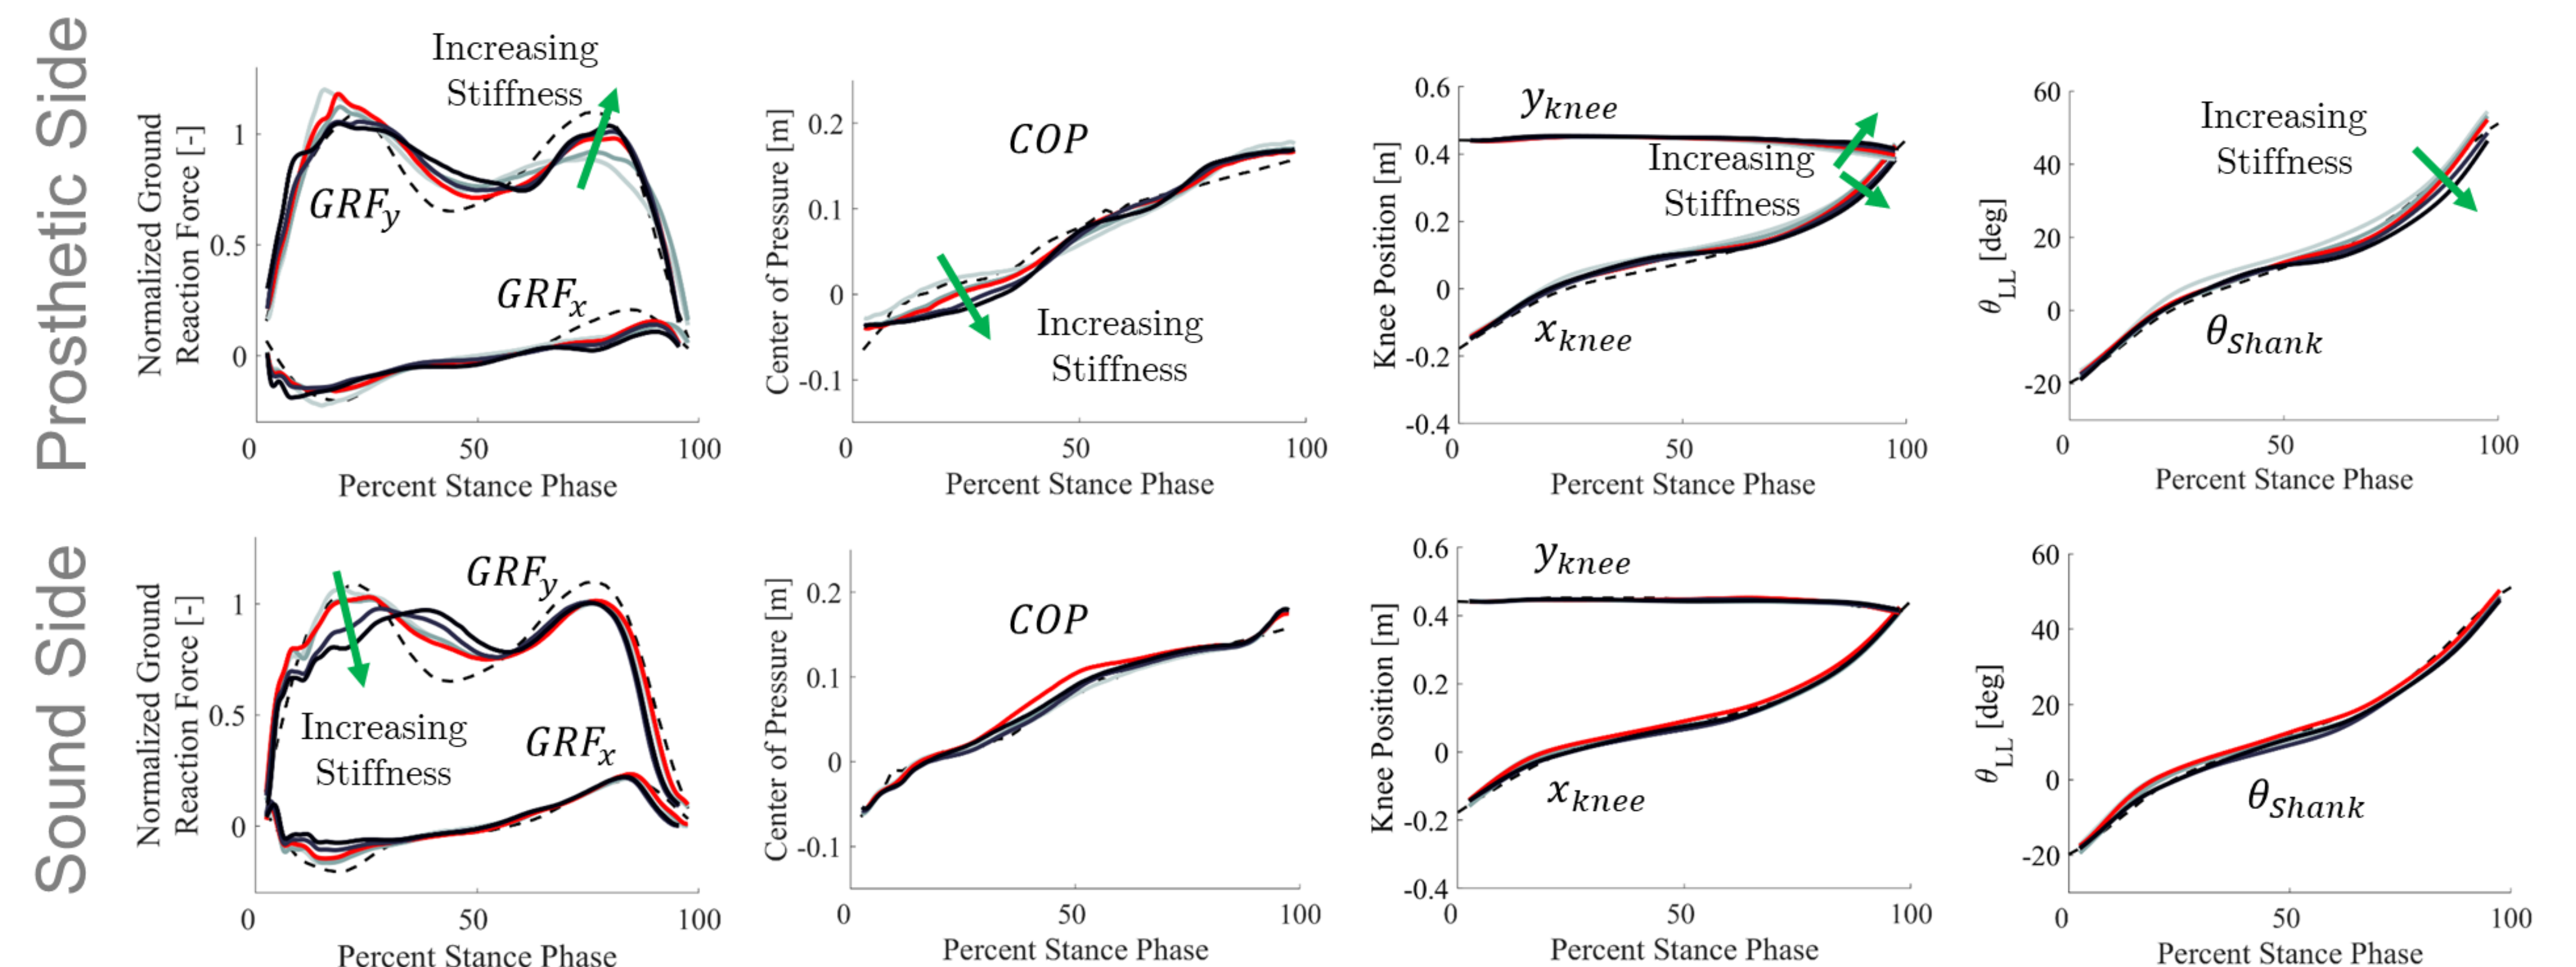 Prosthetic Side
Normalized Ground
Reaction Force [-]
1
0.5
0
Increasing
Stiffness
GRFy
GRFx
0 50 100
Percent Stance Phase
Center of Pressure [m]
0.2
0.1
0
-0.1
COP
Increasing
Stiffness
0 50 100
Percent Stance Phase
Knee Position [m]
0.6
0.4
0.2
0
-0.2
-0.4
yknee
Increasing
Stiffness
xknee
0 50 100
Percent Stance Phase
θLL [deg]
60
40
20
0
-20
Increasing
Stiffness
θShank
0 50 100
Percent Stance Phase
Sound Side
Normalized Ground
Reaction Force [-]
1
0.5
0
GRFy
Increasing
Stiffness
GRFx
0 50 100
Percent Stance Phase
Center of Pressure [m]
0.2
0.1
0
-0.1
COP
0 50 100
Percent Stance Phase
Knee Position [m]
0.6
0.4
0.2
0
-0.2
-0.4
yknee
xknee
0 50 100
Percent Stance Phase
θLL [deg]
60
40
20
0
-20
θShank
0 50 100
Percent Stance Phase